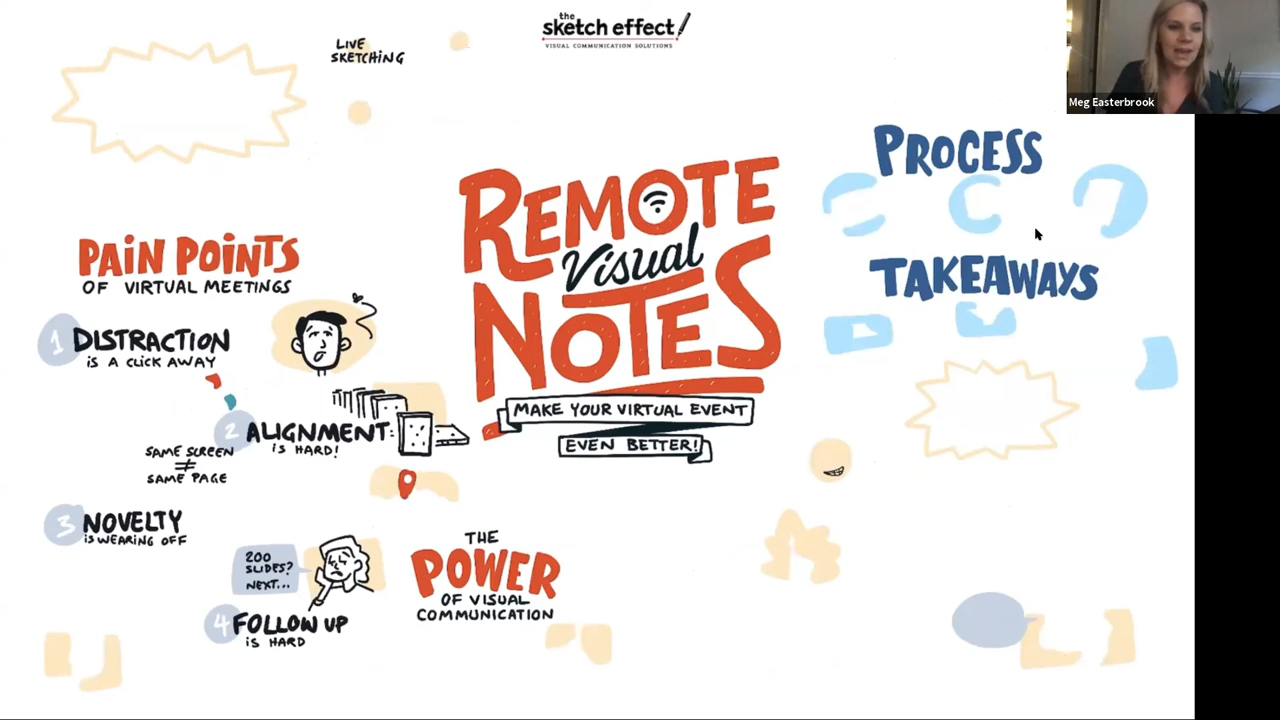 the
sketch effect
VISUAL COMMUNICATION SOLUTIONS
LIVE
SKETCHING
Meg Easterbrook
REMOTE
Visual
NOTES
MAKE YOUR VIRTUAL EVENT
EVEN BETTER!
PAIN POINTS
OF VIRTUAL MEETINGS
1 DISTRACTION
IS A CLICK AWAY
2 ALIGNMENT
IS HARD!
SAME SCREEN
≠
SAME PAGE
3 NOVELTY
IS WEARING OFF
200
SLIDES?
NEXT...
4 FOLLOW UP
IS HARD
THE
POWER
OF VISUAL
COMMUNICATION
PROCESS
TAKEAWAYS